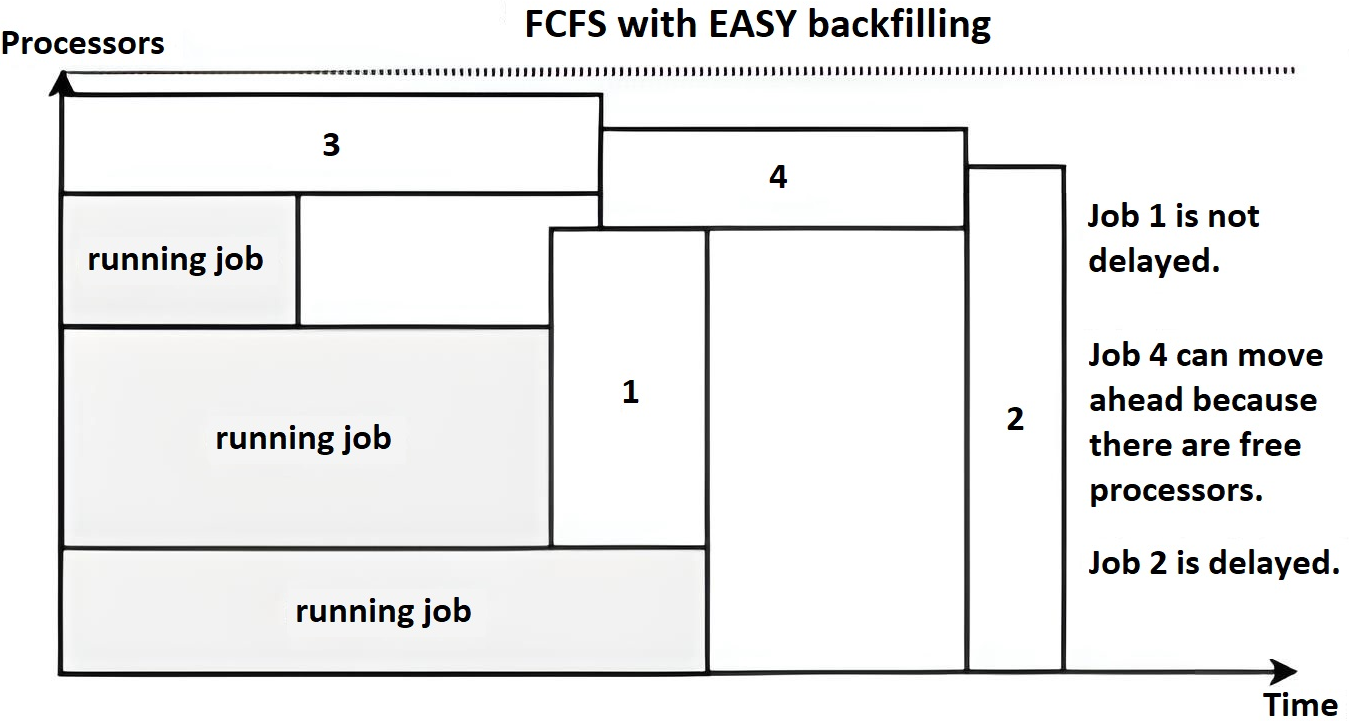 FCFS with EASY backfilling
Processors
3
4
running job
Job 1 is not
delayed.
Job 4 can move
ahead because
there are free
processors.
1
2
running job
Job 2 is delayed.
running job
Time